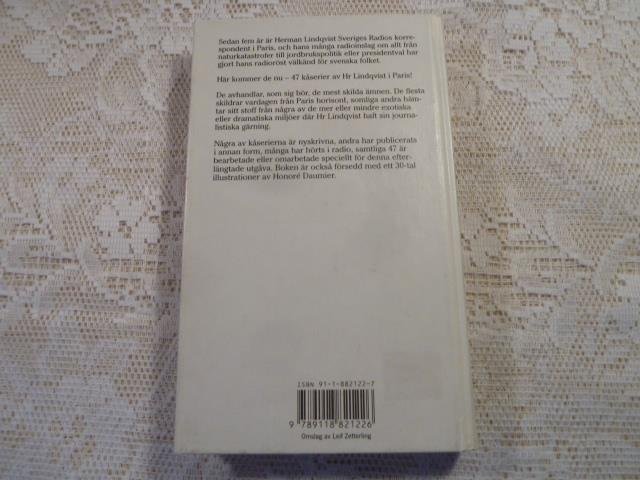 Sedan fem år är Herman Lindqvist Sveriges Radios korre-
spondent i Paris, och hans många radioinslag om allt från
naturkatastrofer till jordbrukspolitik eller presidentval har
gjort hans radioröst välkänd för svenska folket.
Här kommer de nu – 47 kåserier av Hr Lindqvist i Paris!
De avhandlar, som sig bör, de mest skilda ämnen. De flesta
skildrar vardagen från Paris horisont, somliga andra häm-
tar sitt stoff från några av de mer eller mindre exotiska
eller dramatiska miljöer där Hr Lindqvist haft sin journa-
listiska gärning.
Några av kåserierna är nyskrivna, andra har publicerats
i annan form, många har hörts i radio, samtliga 47 är
bearbetade eller omarbetade speciellt för denna efter-
längtade utgåva. Boken är också försedd med ett 30-tal
illustrationer av Honoré Daumier.
ISBN 91-1-882122-7
9 789118 821226
Omslag av Leif Zetterling